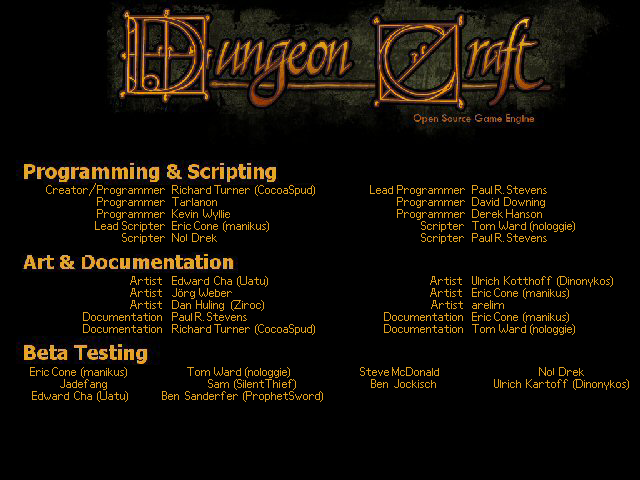 Dungeon Craft
Open Source Game Engine
Programming & Scripting
Creator/Programmer Richard Turner (CocoaSpud) Lead Programmer Paul R. Stevens
Programmer Tarlanon Programmer David Downing
Programmer Kevin Wyllie Programmer Derek Hanson
Lead Scripter Eric Cone (manikus) Scripter Tom Ward (nologgie)
Scripter Nol Drek Scripter Paul R. Stevens
Art & Documentation
Artist Edward Cha (Uatu) Artist Ulrich Kotthoff (Dinonykos)
Artist Jörg Weber Artist Eric Cone (manikus)
Artist Dan Huling (Ziroc) Artist arelim
Documentation Paul R. Stevens Documentation Eric Cone (manikus)
Documentation Richard Turner (CocoaSpud) Documentation Tom Ward (nologgie)
Beta Testing
Eric Cone (manikus) Tom Ward (nologgie) Steve McDonald Nol Drek
Jadefang Sam (SilentThief) Ben Jockisch Ulrich Kartoff (Dinonykos)
Edward Cha (Uatu) Ben Sanderfer (ProphetSword)